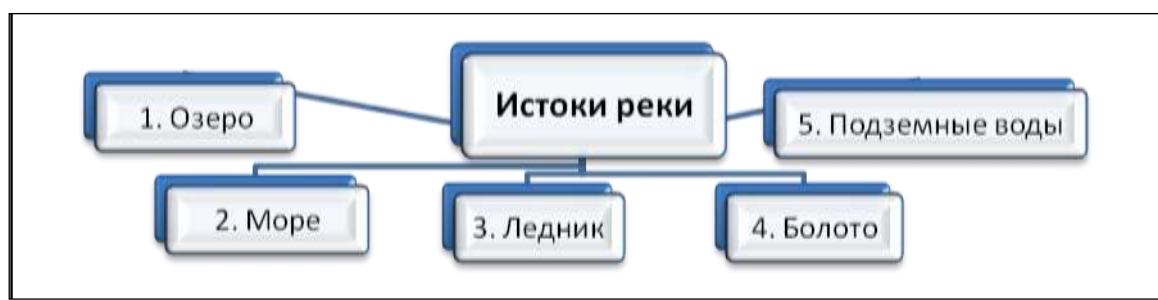 Истоки реки
1. Озеро
5. Подземные воды
2. Море
3. Ледник
4. Болото